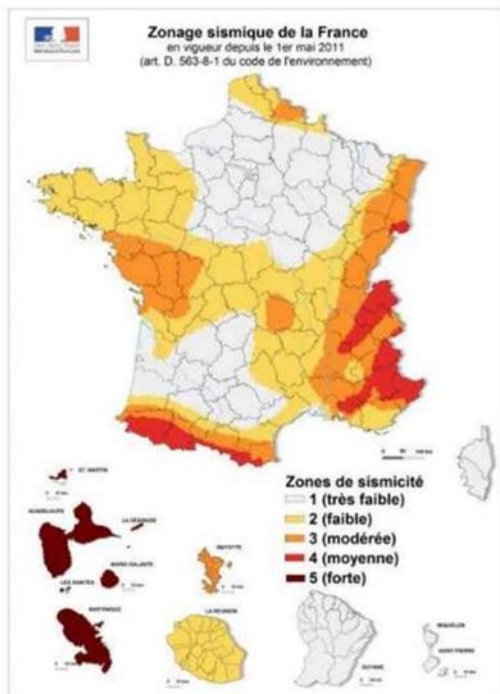 Zonage sismique de la France
en vigueur depuis le 1er mai 2011
(art. D. 563-8-1 du code de l'environnement)
Zones de sismicité
1 (très faible)
2 (faible)
3 (modérée)
4 (moyenne)
5 (forte)
ST. MARTIN
GUADELOUPE
LA DESIRADE
MARIE-GALANTE
LES SAINTES
MAYOTTE
MARTINIQUE
LA REUNION
GUYANE
MIQUELON
SAINT-PIERRE